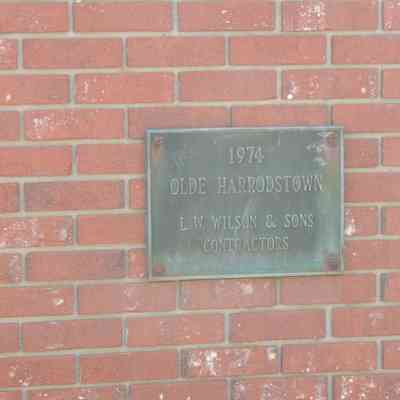 1974
OLDE HARRODSTOWN
L.W. WILSON & SONS
CONTRACTORS